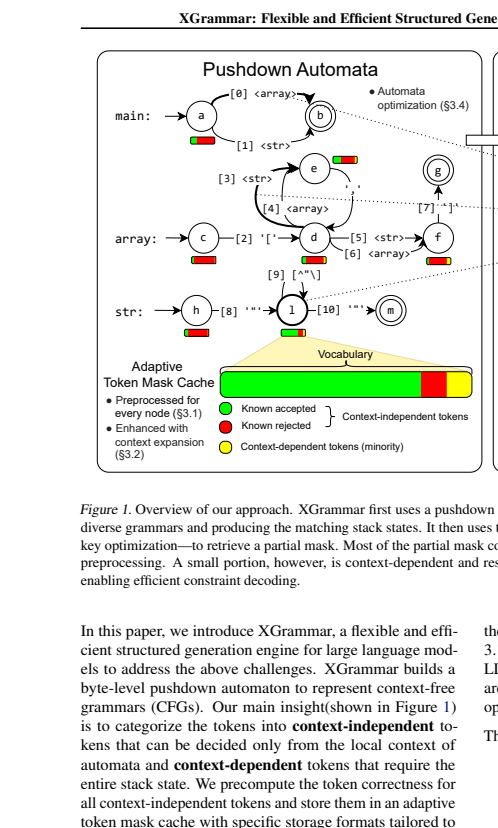 XGrammar: Flexible and Efficient Structured Gene
Pushdown Automata
[0] <array>
main:
a
b
[1] <str>
• Automata
optimization (§3.4)
e
[3] <str>
','
g
[4] <array>
[7] ']'
array:
c
[2] '['
d
[5] <str>
[6] <array>
f
[9] [^"\]
str:
h
[8] '"'
l
[10] '"'
m
Vocabulary
Adaptive
Token Mask Cache
• Preprocessed for
every node (§3.1)
• Enhanced with
context expansion
(§3.2)
Known accepted
Known rejected
Context-independent tokens
Context-dependent tokens (minority)
Figure 1. Overview of our approach. XGrammar first uses a pushdown
diverse grammars and producing the matching stack states. It then uses t
key optimization—to retrieve a partial mask. Most of the partial mask co
preprocessing. A small portion, however, is context-dependent and res
enabling efficient constraint decoding.
In this paper, we introduce XGrammar, a flexible and effi-
cient structured generation engine for large language mod-
els to address the above challenges. XGrammar builds a
byte-level pushdown automaton to represent context-free
grammars (CFGs). Our main insight(shown in Figure 1)
is to categorize the tokens into context-independent to-
kens that can be decided only from the local context of
automata and context-dependent tokens that require the
entire stack state. We precompute the token correctness for
all context-independent tokens and store them in an adaptive
token mask cache with specific storage formats tailored to
the
3.
LL
are
op
Th